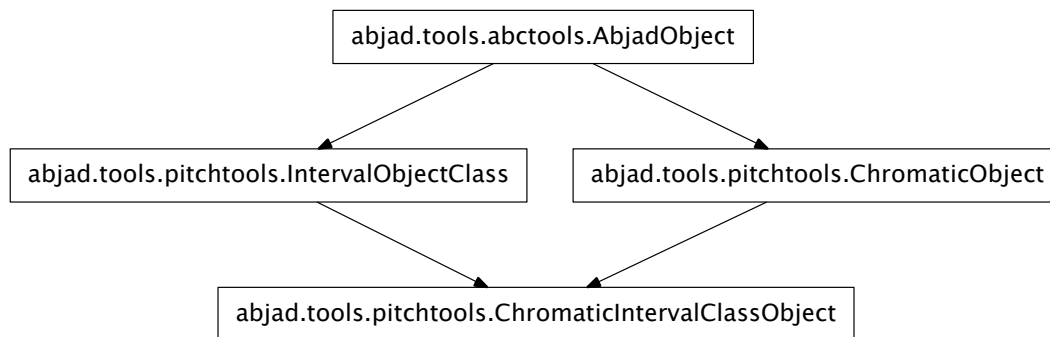 abjad.tools.abctools.AbjadObject
abjad.tools.pitchtools.IntervalObjectClass
abjad.tools.pitchtools.ChromaticObject
abjad.tools.pitchtools.ChromaticIntervalClassObject